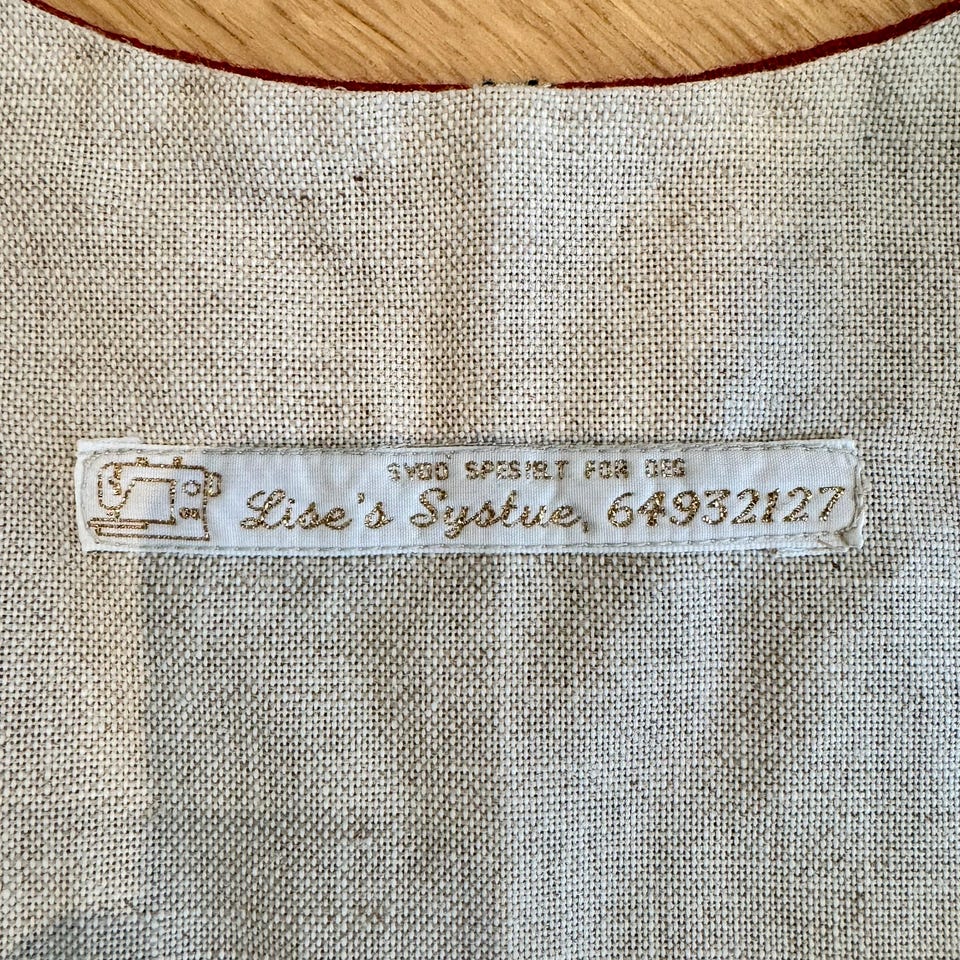 SYDD SPESIELT FOR DEG
Lise's Systue, 64932127